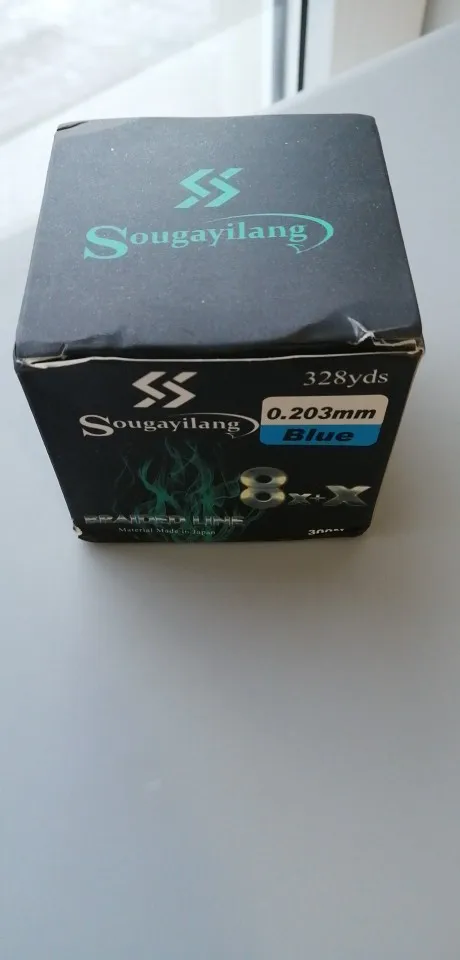 Sougayilang
328yds
Sougayilang
0.203mm
Blue
8x+X
BRAIDED LINE
Material Made in Japan